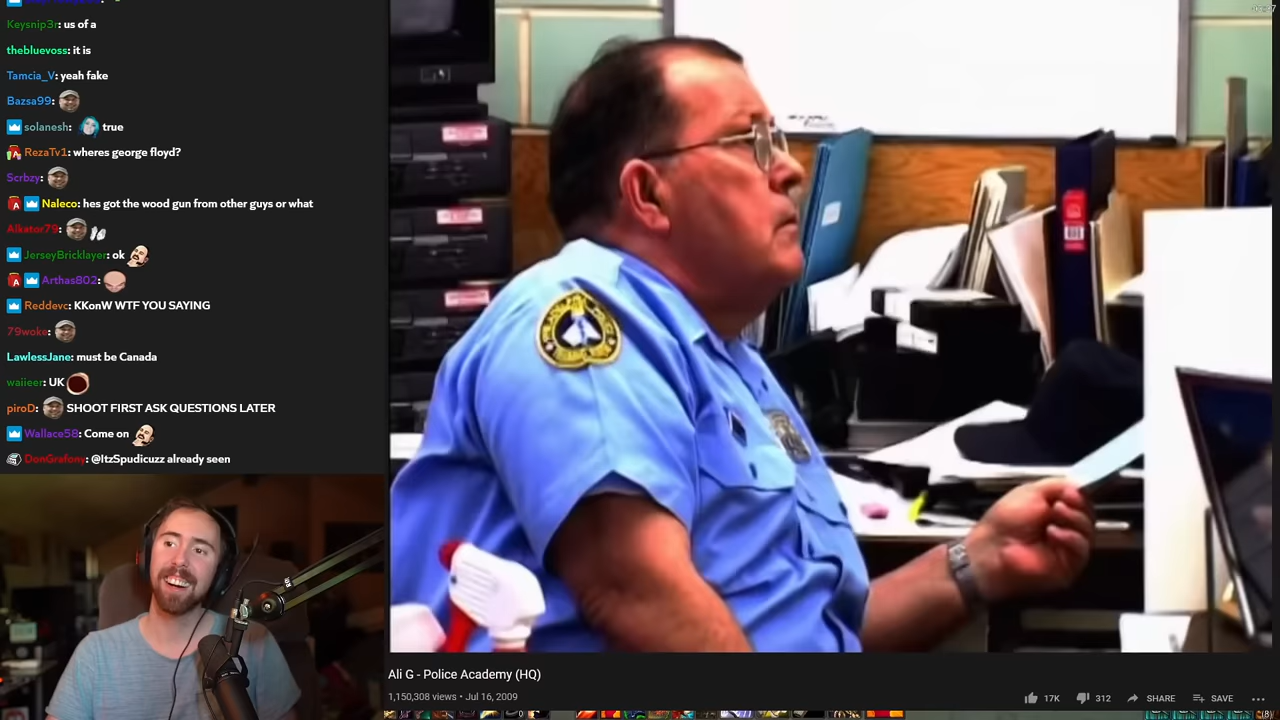 Keysnip3r: us of a
thebluevoss: it is
Tamcia_V: yeah fake
Bazsa99:
solanesh: true
RezaTv1: wheres george floyd?
Scrbzy:
Naleco: hes got the wood gun from other guys or what
Alkator79:
JerseyBricklayer: ok
Arthas802:
Reddevc: KKonW WTF YOU SAYING
79woke:
LawlessJane: must be Canada
waiieer: UK
piroD: SHOOT FIRST ASK QUESTIONS LATER
Wallace58: Come on
DonGrafony: @ItzSpudicuzz already seen
Ali G - Police Academy (HQ)
1,150,308 views • Jul 16, 2009
17K
312
SHARE
SAVE